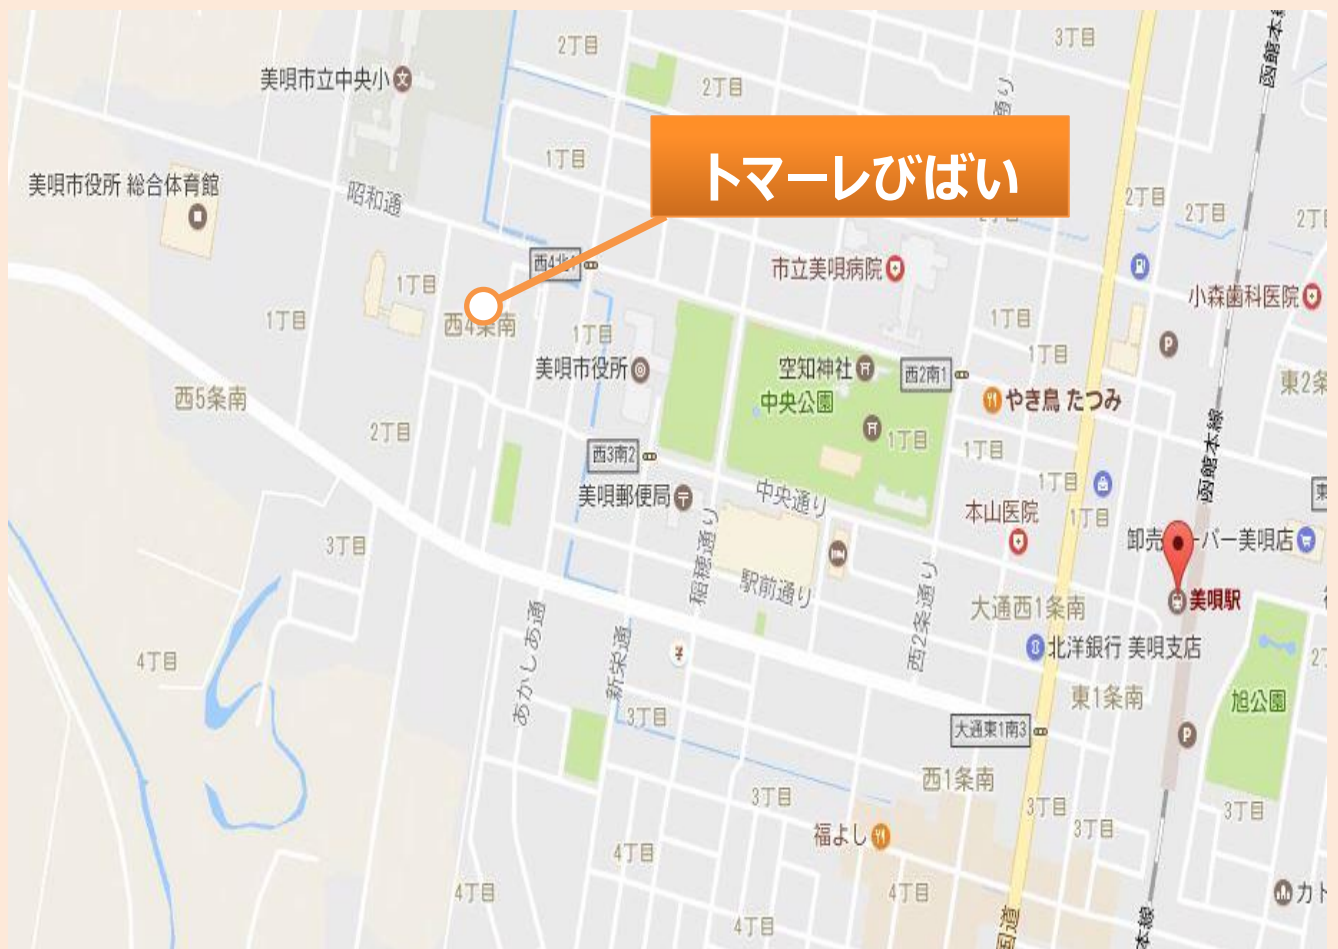 2丁目
3丁目
函館本線
美唄市立中央小
文
2丁目
通り
1丁目
トマーレびばい
美唄市役所 総合体育館
昭和通
2丁目
2丁目
2丁目
西4北1
市立美唄病院
1丁目
小森歯科医院
1丁目
西4条南
1丁目
1丁目
1丁目
P
美唄市役所
空知神社
西2南1
東2条
西5条南
中央公園
やき鳥 たつみ
2丁目
1丁目
1丁目
函館本線
西3南2
1丁目
美唄郵便局
中央通り
東
本山医院
1丁目
3丁目
稲穂通り
卸売
ーパー美唄店
駅前通り
西2条通り
大通西1条南
美唄駅
あかしあ通
新栄通
北洋銀行 美唄支店
4丁目
東1条南
旭公園
3丁目
大通東1南3
P
西1条南
3丁目
3丁目
3丁目
3丁目
福よし
4丁目
4丁目
4丁目
カト
4丁目
国道
本線